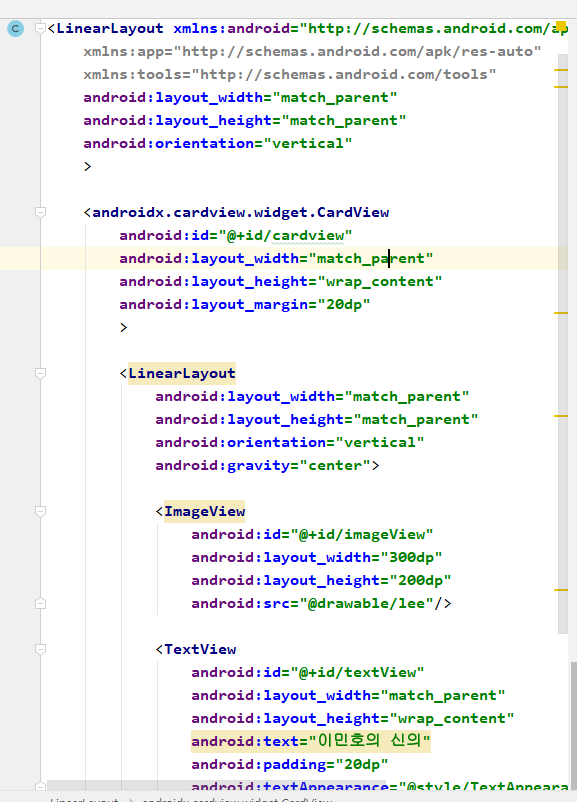 C
<LinearLayout xmlns:android="http://schemas.android.com/ap
xmlns:app="http://schemas.android.com/apk/res-auto"
xmlns:tools="http://schemas.android.com/tools"
android:layout_width="match_parent"
android:layout_height="match_parent"
android:orientation="vertical"
>
<androidx.cardview.widget.CardView
android:id="@+id/cardview"
android:layout_width="match_parent"
android:layout_height="wrap_content"
android:layout_margin="20dp"
>
<LinearLayout
android:layout_width="match_parent"
android:layout_height="match_parent"
android:orientation="vertical"
android:gravity="center">
<ImageView
android:id="@+id/imageView"
android:layout_width="300dp"
android:layout_height="200dp"
android:src="@drawable/lee"/>
<TextView
android:id="@+id/textView"
android:layout_width="match_parent"
android:layout_height="wrap_content"
android:text="이민호의 신의"
android:padding="20dp"
android:textAppearance="@style/TextAppeara
LinearLayout > androidx.cardview.widget.CardView